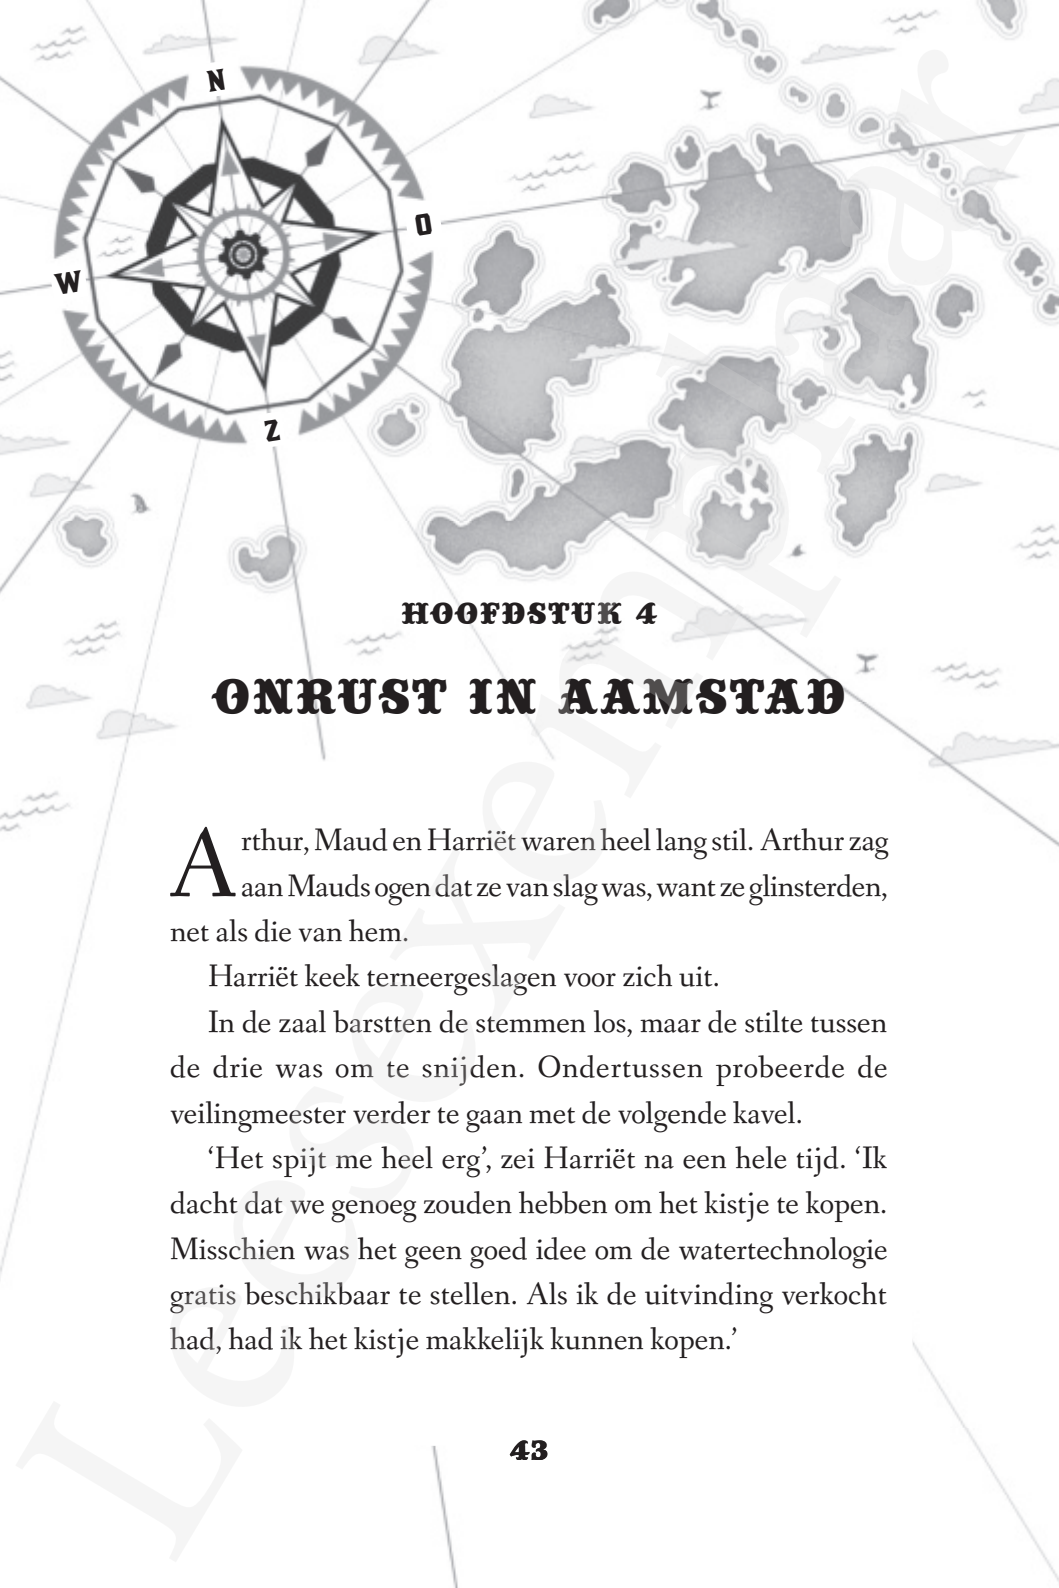 N
O
W
Z
HOOFDSTUK 4
ONRUST IN AAMSTAD
Arthur, Maud en Harriët waren heel lang stil. Arthur zag
aan Mauds ogen dat ze van slag was, want ze glinsterden,
net als die van hem.
Harriët keek terneergeslagen voor zich uit.
In de zaal barstten de stemmen los, maar de stilte tussen
de drie was om te snijden. Ondertussen probeerde de
veilingmeester verder te gaan met de volgende kavel.
‘Het spijt me heel erg’, zei Harriët na een hele tijd. ‘Ik
dacht dat we genoeg zouden hebben om het kistje te kopen.
Misschien was het geen goed idee om de watertechnologie
gratis beschikbaar te stellen. Als ik de uitvinding verkocht
had, had ik het kistje makkelijk kunnen kopen.’
43
Leesexemplaar